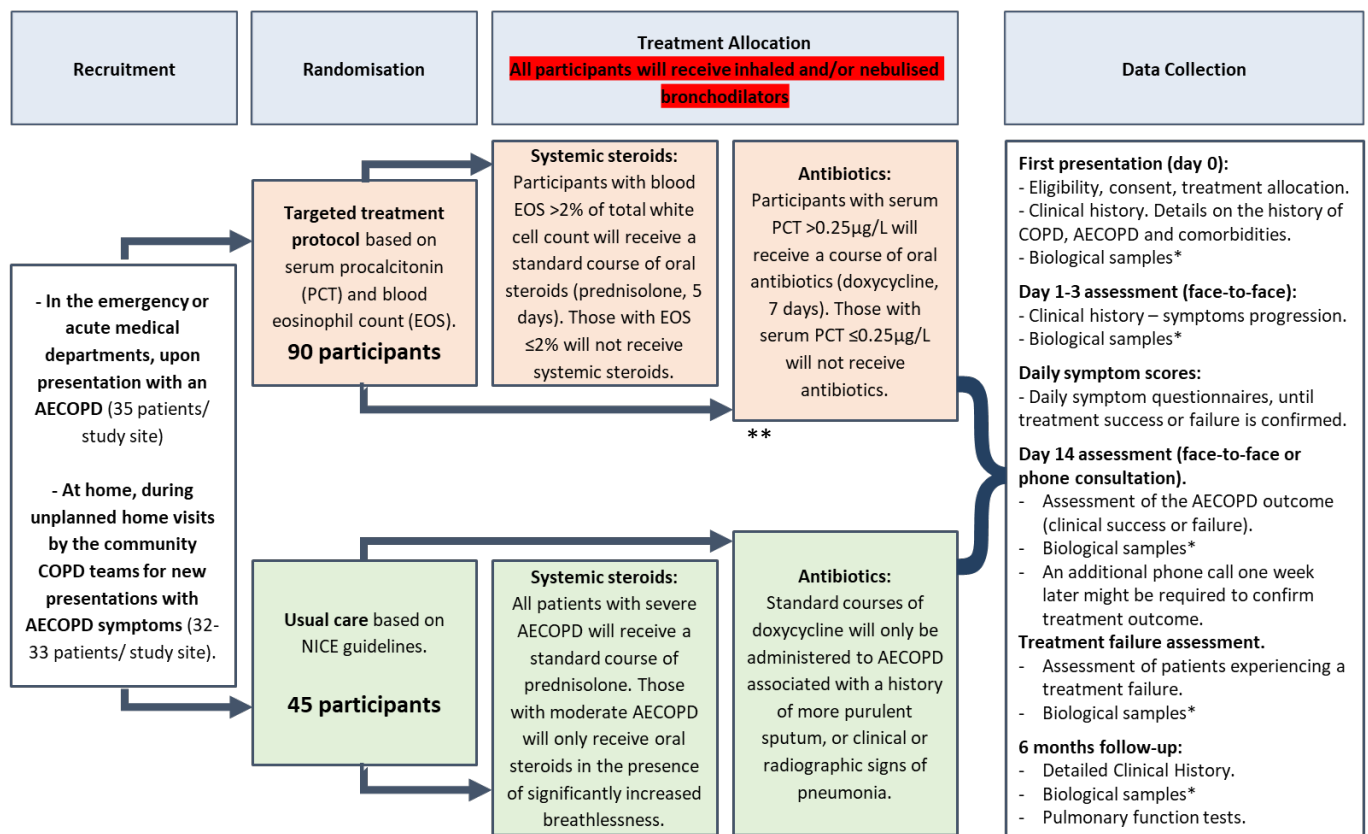 Recruitment
Randomisation
Treatment Allocation
All participants will receive inhaled and/or nebulised
bronchodilators
Data Collection
- In the emergency or
acute medical
departments, upon
presentation with an
AECOPD (35 patients/
study site)
- At home, during
unplanned home visits
by the community
COPD teams for new
presentations with
AECOPD symptoms (32-
33 patients/ study site).
Targeted treatment
protocol based on
serum procalcitonin
(PCT) and blood
eosinophil count (EOS).
90 participants
Systemic steroids:
Participants with blood
EOS >2% of total white
cell count will receive a
standard course of oral
steroids (prednisolone, 5
days). Those with EOS
≤2% will not receive
systemic steroids.
Antibiotics:
Participants with serum
PCT >0.25µg/L will
receive a course of oral
antibiotics (doxycycline,
7 days). Those with
serum PCT ≤0.25µg/L
will not receive
antibiotics.
**
Usual care based on
NICE guidelines.
45 participants
Systemic steroids:
All patients with severe
AECOPD will receive a
standard course of
prednisolone. Those
with moderate AECOPD
will only receive oral
steroids in the presence
of significantly increased
breathlessness.
Antibiotics:
Standard courses of
doxycycline will only be
administered to AECOPD
associated with a history
of more purulent
sputum, or clinical or
radiographic signs of
pneumonia.
First presentation (day 0):
- Eligibility, consent, treatment allocation.
- Clinical history. Details on the history of
COPD, AECOPD and comorbidities.
- Biological samples*
Day 1-3 assessment (face-to-face):
- Clinical history – symptoms progression.
- Biological samples*
Daily symptom scores:
- Daily symptom questionnaires, until
treatment success or failure is confirmed.
Day 14 assessment (face-to-face or
phone consultation).
- Assessment of the AECOPD outcome
(clinical success or failure).
- Biological samples*
- An additional phone call one week
later might be required to confirm
treatment outcome.
Treatment failure assessment.
- Assessment of patients experiencing a
treatment failure.
- Biological samples*
6 months follow-up:
- Detailed Clinical History.
- Biological samples*
- Pulmonary function tests.